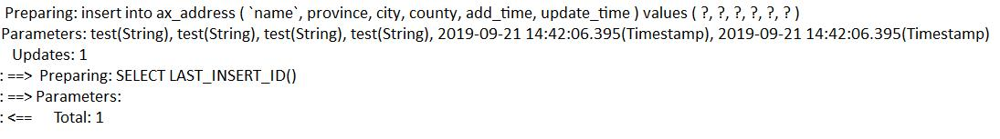 Preparing: insert into ax_address ( `name`, province, city, county, add_time, update_time ) values ( ?, ?, ?, ?, ?, ? )
Parameters: test(String), test(String), test(String), test(String), 2019-09-21 14:42:06.395(Timestamp), 2019-09-21 14:42:06.395(Timestamp)
Updates: 1
: ==> Preparing: SELECT LAST_INSERT_ID()
: ==> Parameters:
: <== Total: 1